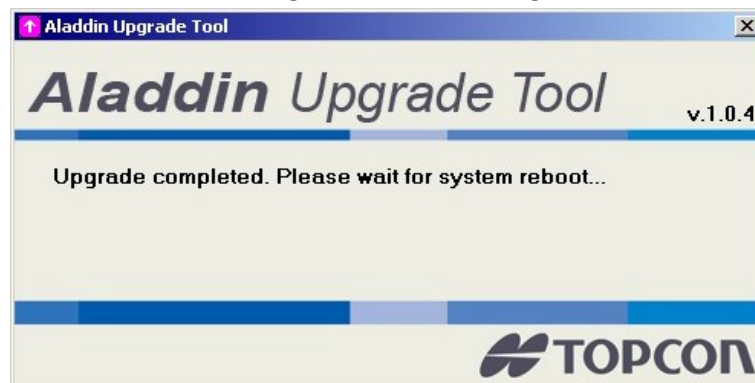 Aladdin Upgrade Tool
Aladdin Upgrade Tool
v.1.0.4
Upgrade completed. Please wait for system reboot...
TOPCON